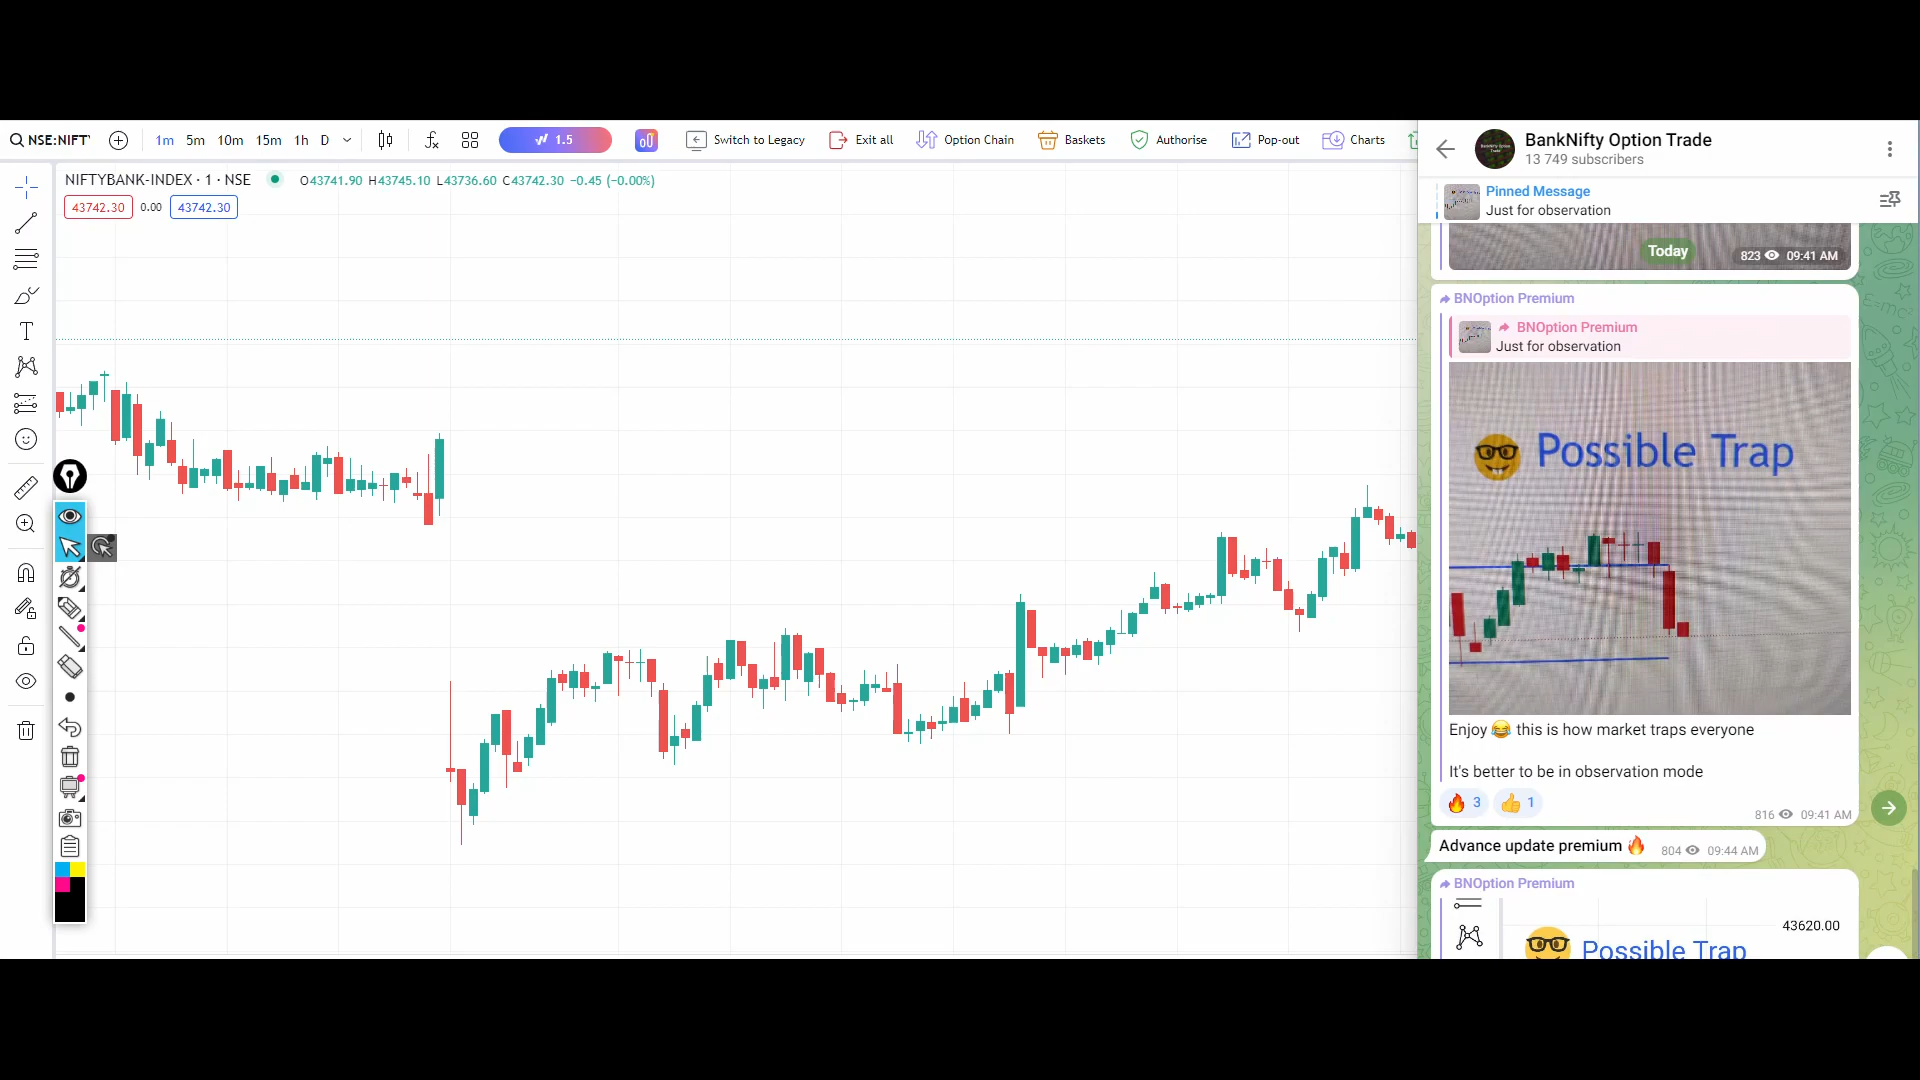 NSE:NIFTY
1m 5m 10m 15m 1h D
1.5
Switch to Legacy
Exit all
Option Chain
Baskets
Authorise
Pop-out
Charts
NIFTYBANK-INDEX · 1 · NSE
O43741.90 H43745.10 L43736.60 C43742.30 −0.45 (−0.00%)
43742.30 0.00 43742.30
T
BankNifty Option Trade
13 749 subscribers
Pinned Message
Just for observation
Today
823 09:41 AM
BNOption Premium
BNOption Premium
Just for observation
🤓 Possible Trap
Enjoy 😂 this is how market traps everyone
It's better to be in observation mode
🔥 3 👍 1
816 09:41 AM
Advance update premium 🔥 804 09:44 AM
BNOption Premium
43620.00
🤓 Possible Trap